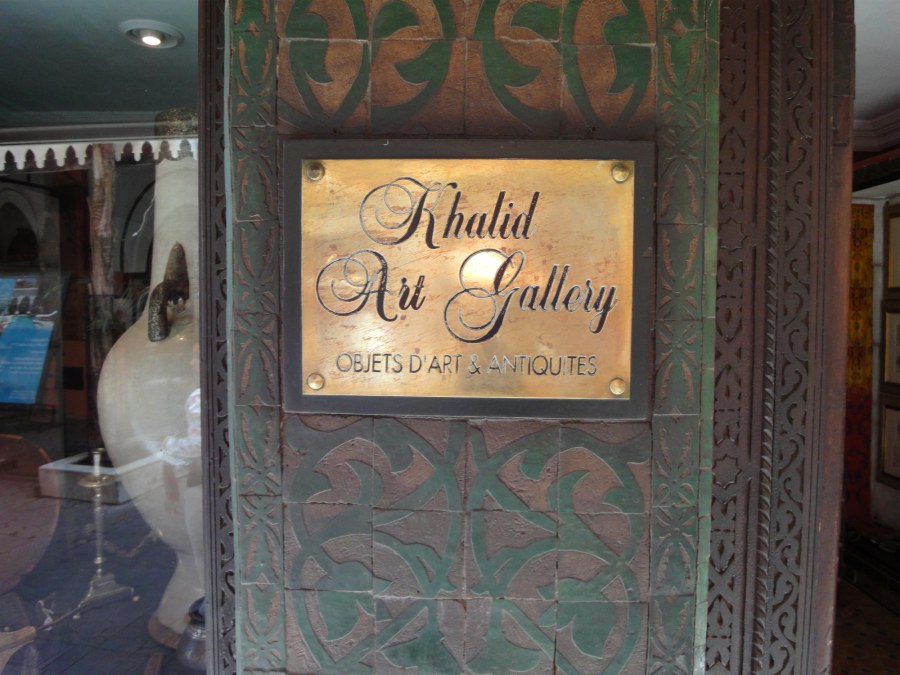 Khalid
Art Gallery
OBJETS D'ART & ANTIQUITES